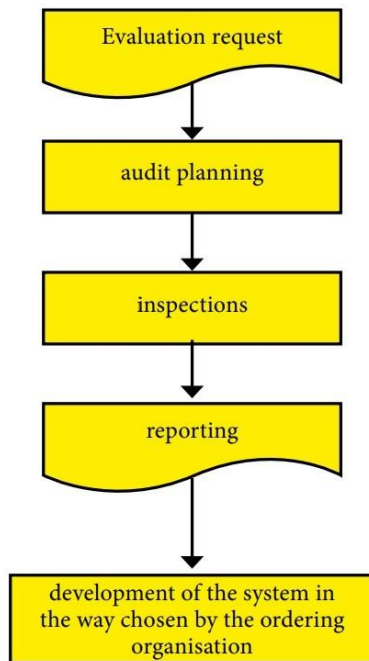 Evaluation request
audit planning
inspections
reporting
development of the system in
the way chosen by the ordering
organisation